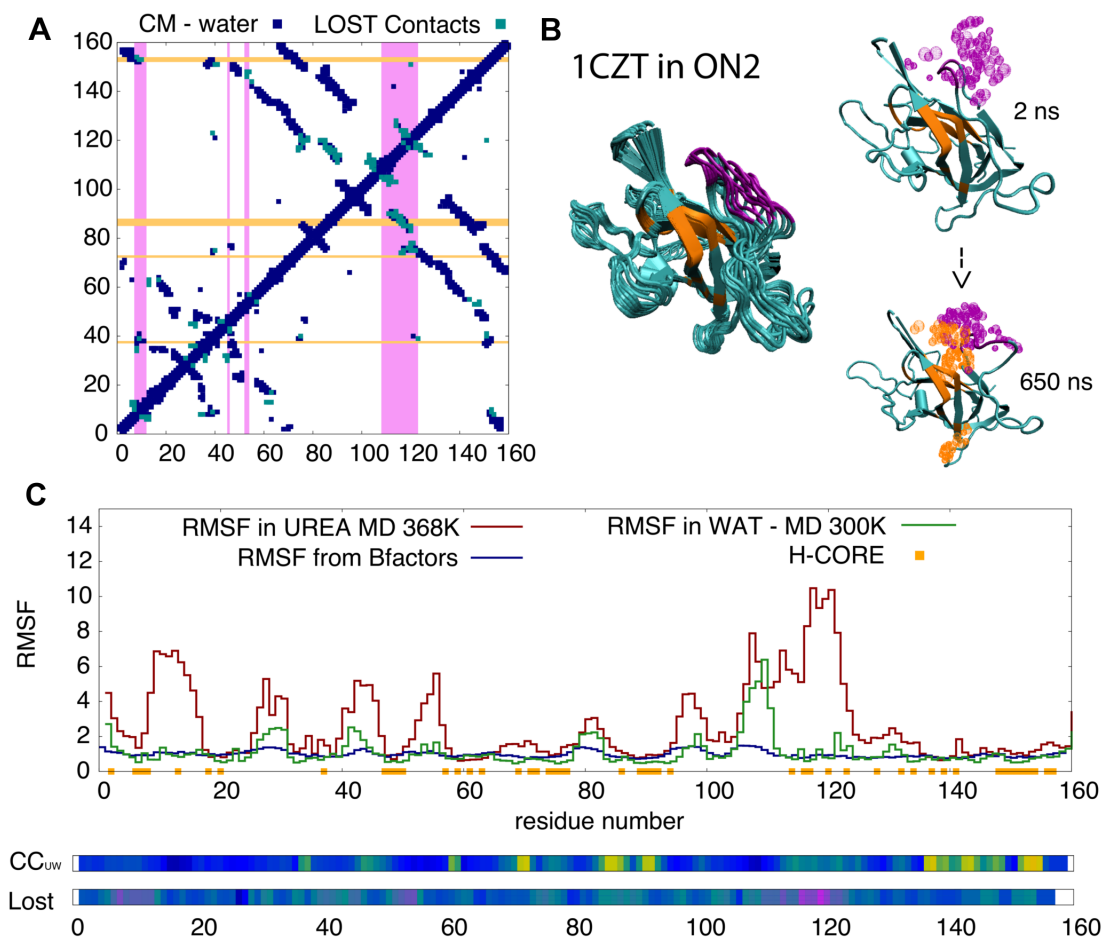 A
CM - water
LOST Contacts
160
140
120
100
80
60
40
20
0
0 20 40 60 80 100 120 140 160
B
1CZT in ON2
2 ns
650 ns
C
14
12
10
8
6
4
2
0
RMSF
RMSF in UREA MD 368K
RMSF in WAT - MD 300K
RMSF from Bfactors
H-CORE
0 20 40 60 80 100 120 140 160
residue number
CCUW
Lost
0 20 40 60 80 100 120 140 160